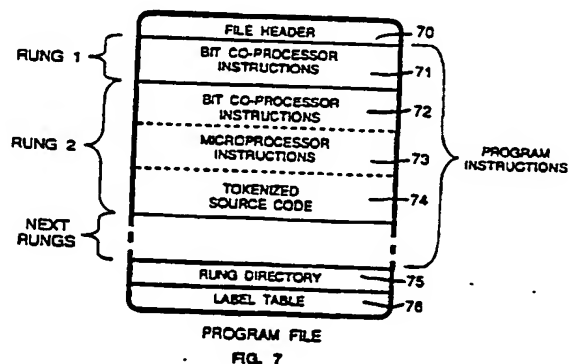 FILE HEADER
70
RUNG 1
BIT CO-PROCESSOR
INSTRUCTIONS
71
RUNG 2
BIT CO-PROCESSOR
INSTRUCTIONS
72
MICROPROCESSOR
INSTRUCTIONS
73
TOKENIZED
SOURCE CODE
74
PROGRAM
INSTRUCTIONS
NEXT
RUNGS
RUNG DIRECTORY
75
LABEL TABLE
76
PROGRAM FILE
FIG. 7